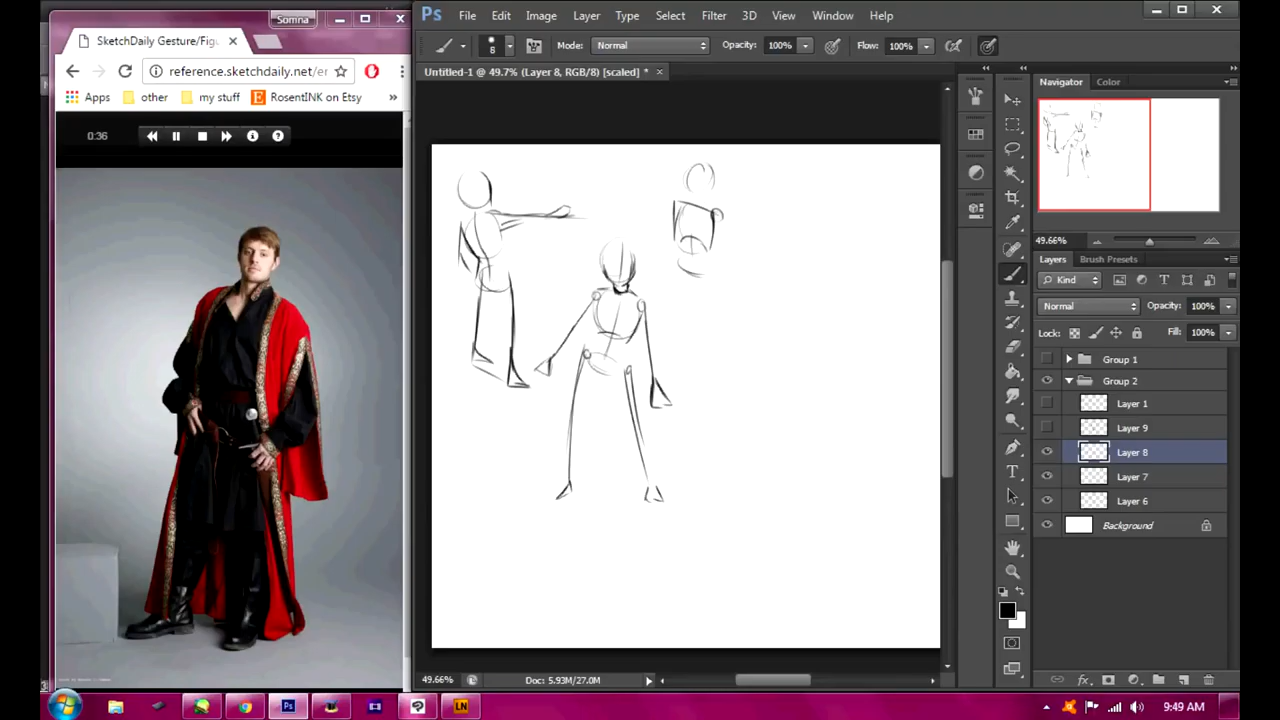 Somna
SketchDaily Gesture/Figu
reference.sketchdaily.net/er
Apps other my stuff RosentINK on Etsy »
0:36
Ps File Edit Image Layer Type Select Filter 3D View Window Help
8 Mode: Normal Opacity: 100% Flow: 100%
Untitled-1 @ 49.7% (Layer 8, RGB/8) [scaled] *
Navigator Color
49.66%
Layers Brush Presets
Kind
Normal Opacity: 100%
Lock: Fill: 100%
Group 1
Group 2
Layer 1
Layer 9
Layer 8
Layer 7
Layer 6
Background
49.66% Doc: 5.93M/27.0M
Ps LN 9:49 AM